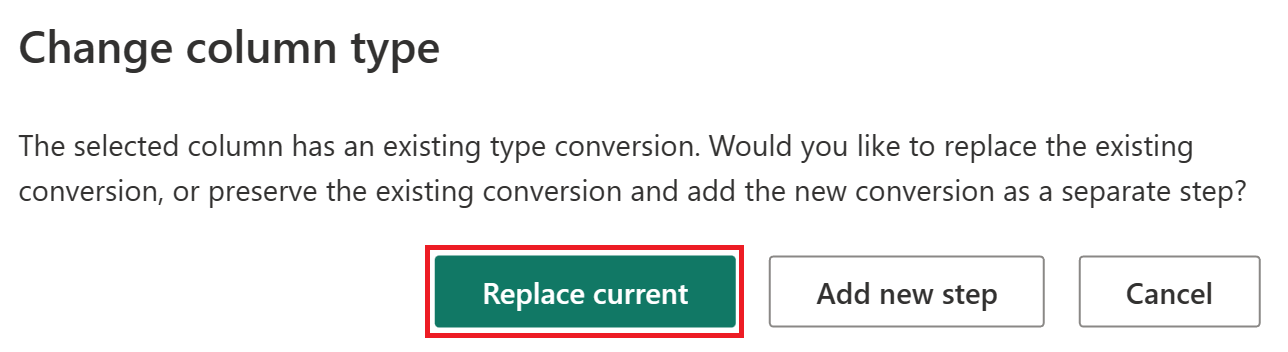 Change column type
The selected column has an existing type conversion. Would you like to replace the existing
conversion, or preserve the existing conversion and add the new conversion as a separate step?
Replace current Add new step Cancel